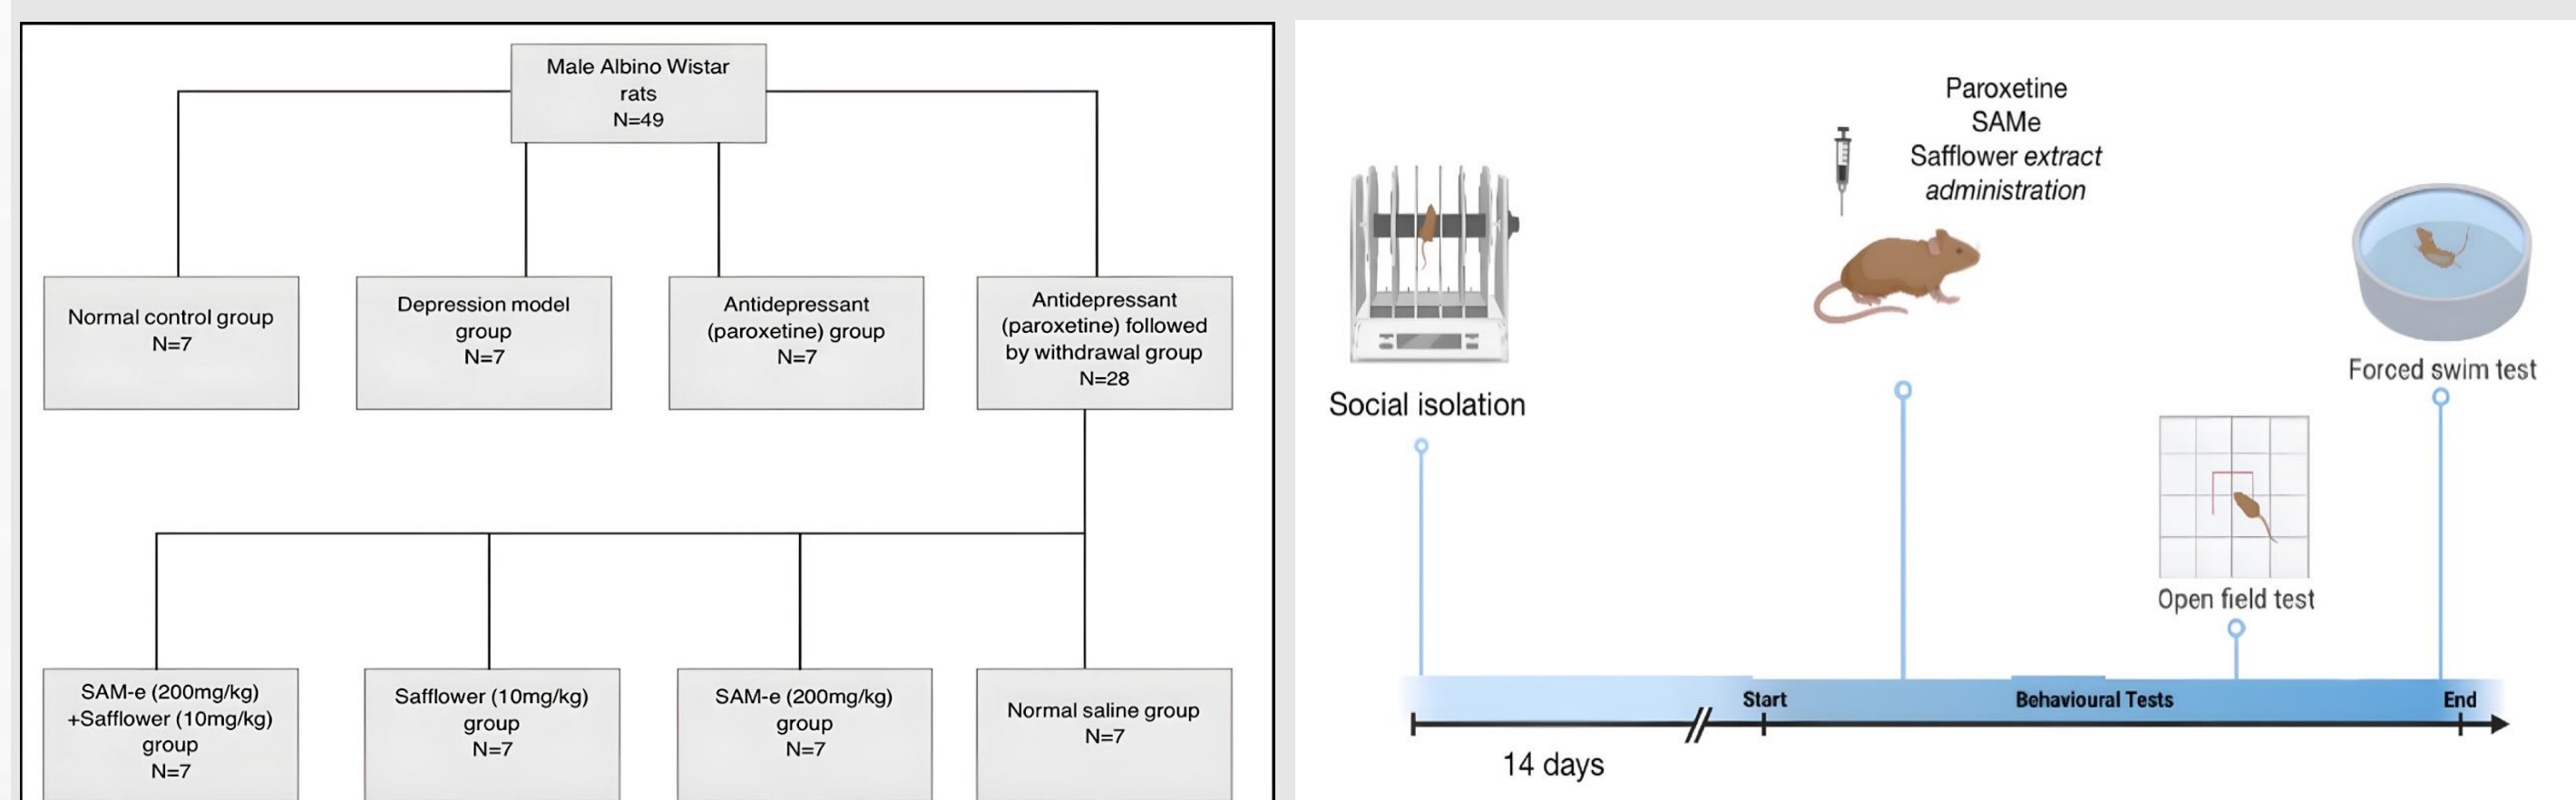 Male Albino Wistar
rats
N=49
Normal control group
N=7
Depression model
group
N=7
Antidepressant
(paroxetine) group
N=7
Antidepressant
(paroxetine) followed
by withdrawal group
N=28
SAM-e (200mg/kg)
+Safflower (10mg/kg)
group
N=7
Safflower (10mg/kg)
group
N=7
SAM-e (200mg/kg)
group
N=7
Normal saline group
N=7
Social isolation
Paroxetine
SAMe
Safflower extract
administration
Forced swim test
Open field test
Start
Behavioural Tests
End
14 days